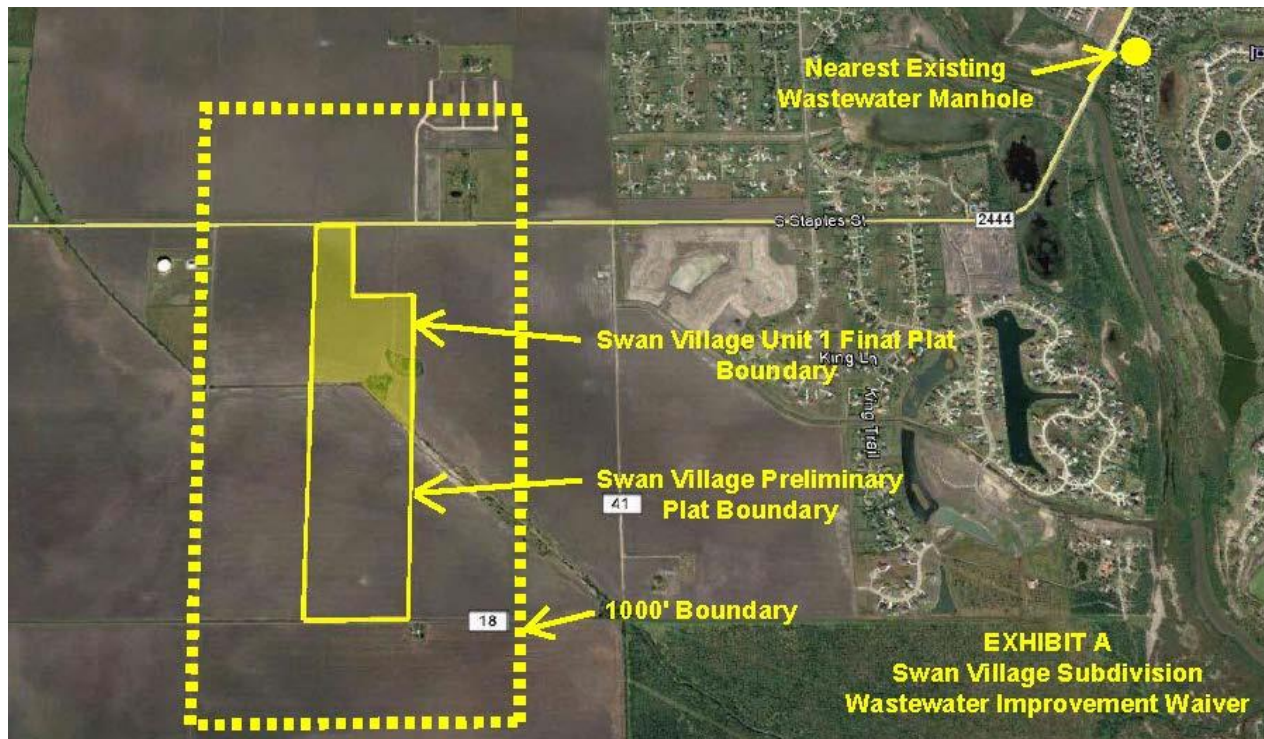 Nearest Existing
Wastewater Manhole
S Staples St
2444
Swan Village Unit 1 Final Plat
Boundary
King Ln
King Trail
Swan Village Preliminary
Plat Boundary
41
1000' Boundary
18
EXHIBIT A
Swan Village Subdivision
Wastewater Improvement Waiver